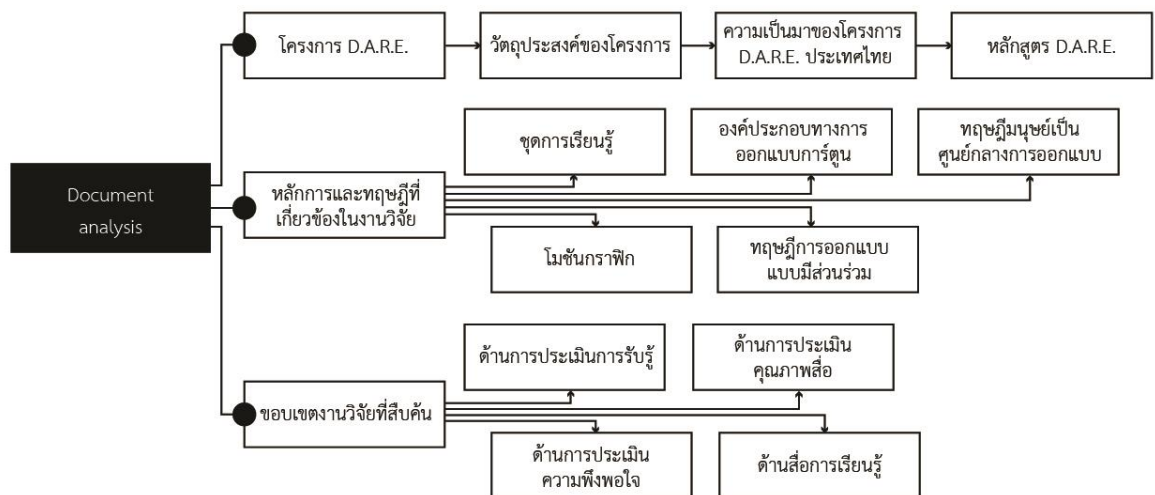 โครงการ D.A.R.E.
วัตถุประสงค์ของโครงการ
ความเป็นมาของโครงการ
D.A.R.E. ประเทศไทย
หลักสูตร D.A.R.E.
Document
analysis
หลักการและทฤษฎีที่
เกี่ยวข้องในงานวิจัย
ชุดการเรียนรู้
องค์ประกอบทางการ
ออกแบบการ์ตูน
ทฤษฎีมนุษย์เป็น
ศูนย์กลางการออกแบบ
โมชันกราฟิก
ทฤษฎีการออกแบบ
แบบมีส่วนร่วม
ขอบเขตงานวิจัยที่สืบค้น
ด้านการประเมินการรับรู้
ด้านการประเมิน
คุณภาพสื่อ
ด้านการประเมิน
ความพึงพอใจ
ด้านสื่อการเรียนรู้